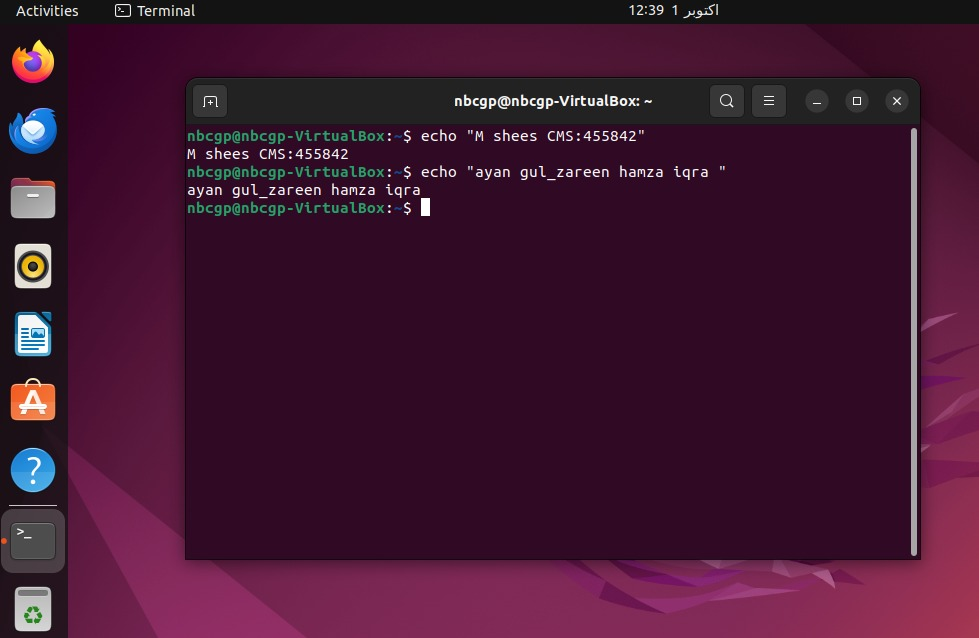 Activities Terminal 12:39 اکتوبر 1
nbcgp@nbcgp-VirtualBox: ~
nbcgp@nbcgp-VirtualBox:~$ echo "M shees CMS:455842"
M shees CMS:455842
nbcgp@nbcgp-VirtualBox:~$ echo "ayan gul_zareen hamza iqra "
ayan gul_zareen hamza iqra
nbcgp@nbcgp-VirtualBox:~$